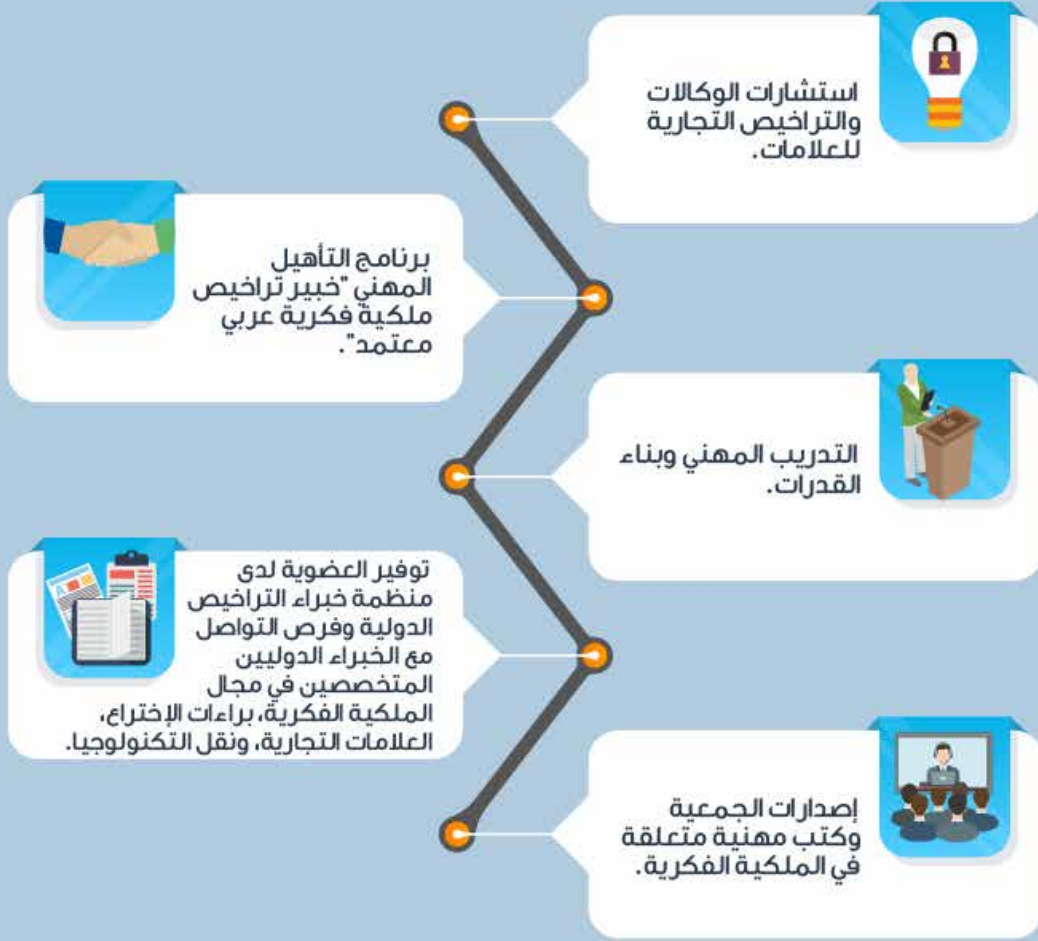 استشارات الوكالات
والتراخيص التجارية
للعلامات.
برنامج التأهيل
المهني "خبير تراخيص
ملكية فكرية عربي
معتمد".
التدريب المهني وبناء
القدرات.
توفير العضوية لدى
منظمة خبراء التراخيص
الدولية وفرص التواصل
مع الخبراء الدوليين
المتخصصين في مجال
الملكية الفكرية، براءات الإختراع،
العلامات التجارية، ونقل التكنولوجيا.
إصدارات الجمعية
وكتب مهنية متعلقة
في الملكية الفكرية.